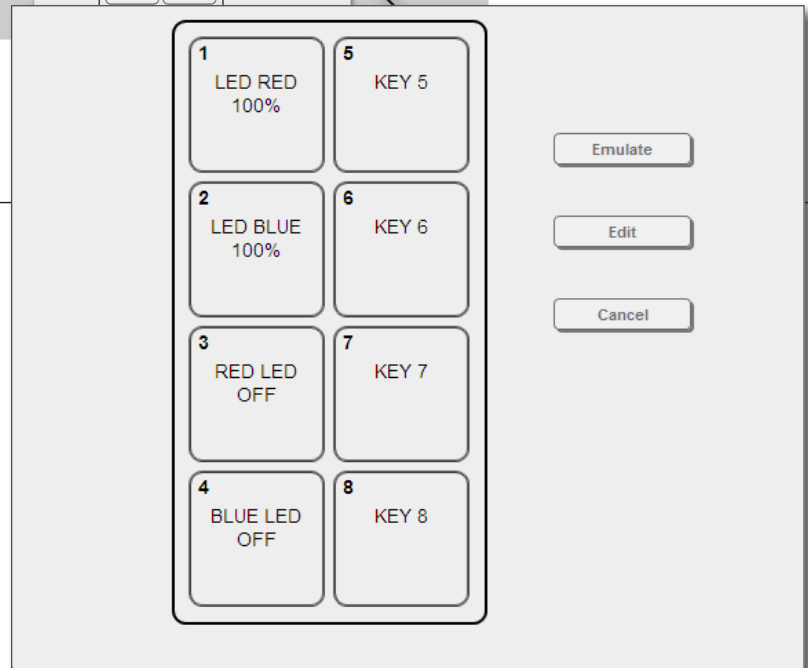 1
LED RED
100%
5
KEY 5
2
LED BLUE
100%
6
KEY 6
3
RED LED
OFF
7
KEY 7
4
BLUE LED
OFF
8
KEY 8
Emulate
Edit
Cancel